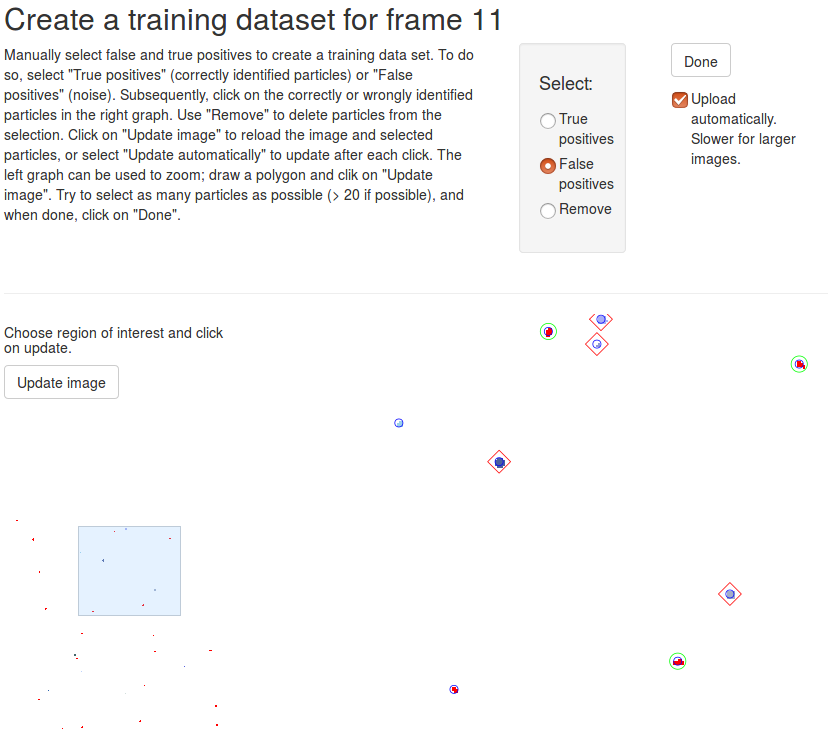 Create a training dataset for frame 11
Manually select false and true positives to create a training data set. To do
so, select "True positives" (correctly identified particles) or "False
positives" (noise). Subsequently, click on the correctly or wrongly identified
particles in the right graph. Use "Remove" to delete particles from the
selection. Click on "Update image" to reload the image and selected
particles, or select "Update automatically" to update after each click. The
left graph can be used to zoom; draw a polygon and clik on "Update
image". Try to select as many particles as possible (> 20 if possible), and
when done, click on "Done".
Select:
True
positives
False
positives
Remove
Done
Upload
automatically.
Slower for larger
images.
Choose region of interest and click
on update.
Update image